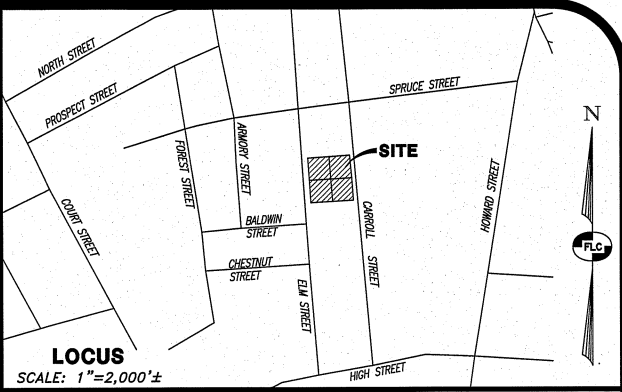 NORTH STREET
PROSPECT STREET
SPRUCE STREET
N
ARMORY STREET
FOREST STREET
SITE
HOWARD STREET
COURT STREET
CARROLL STREET
BALDWIN
STREET
FLC
CHESTNUT
STREET
ELM STREET
LOCUS
SCALE: 1"=2,000'±
HIGH STREET